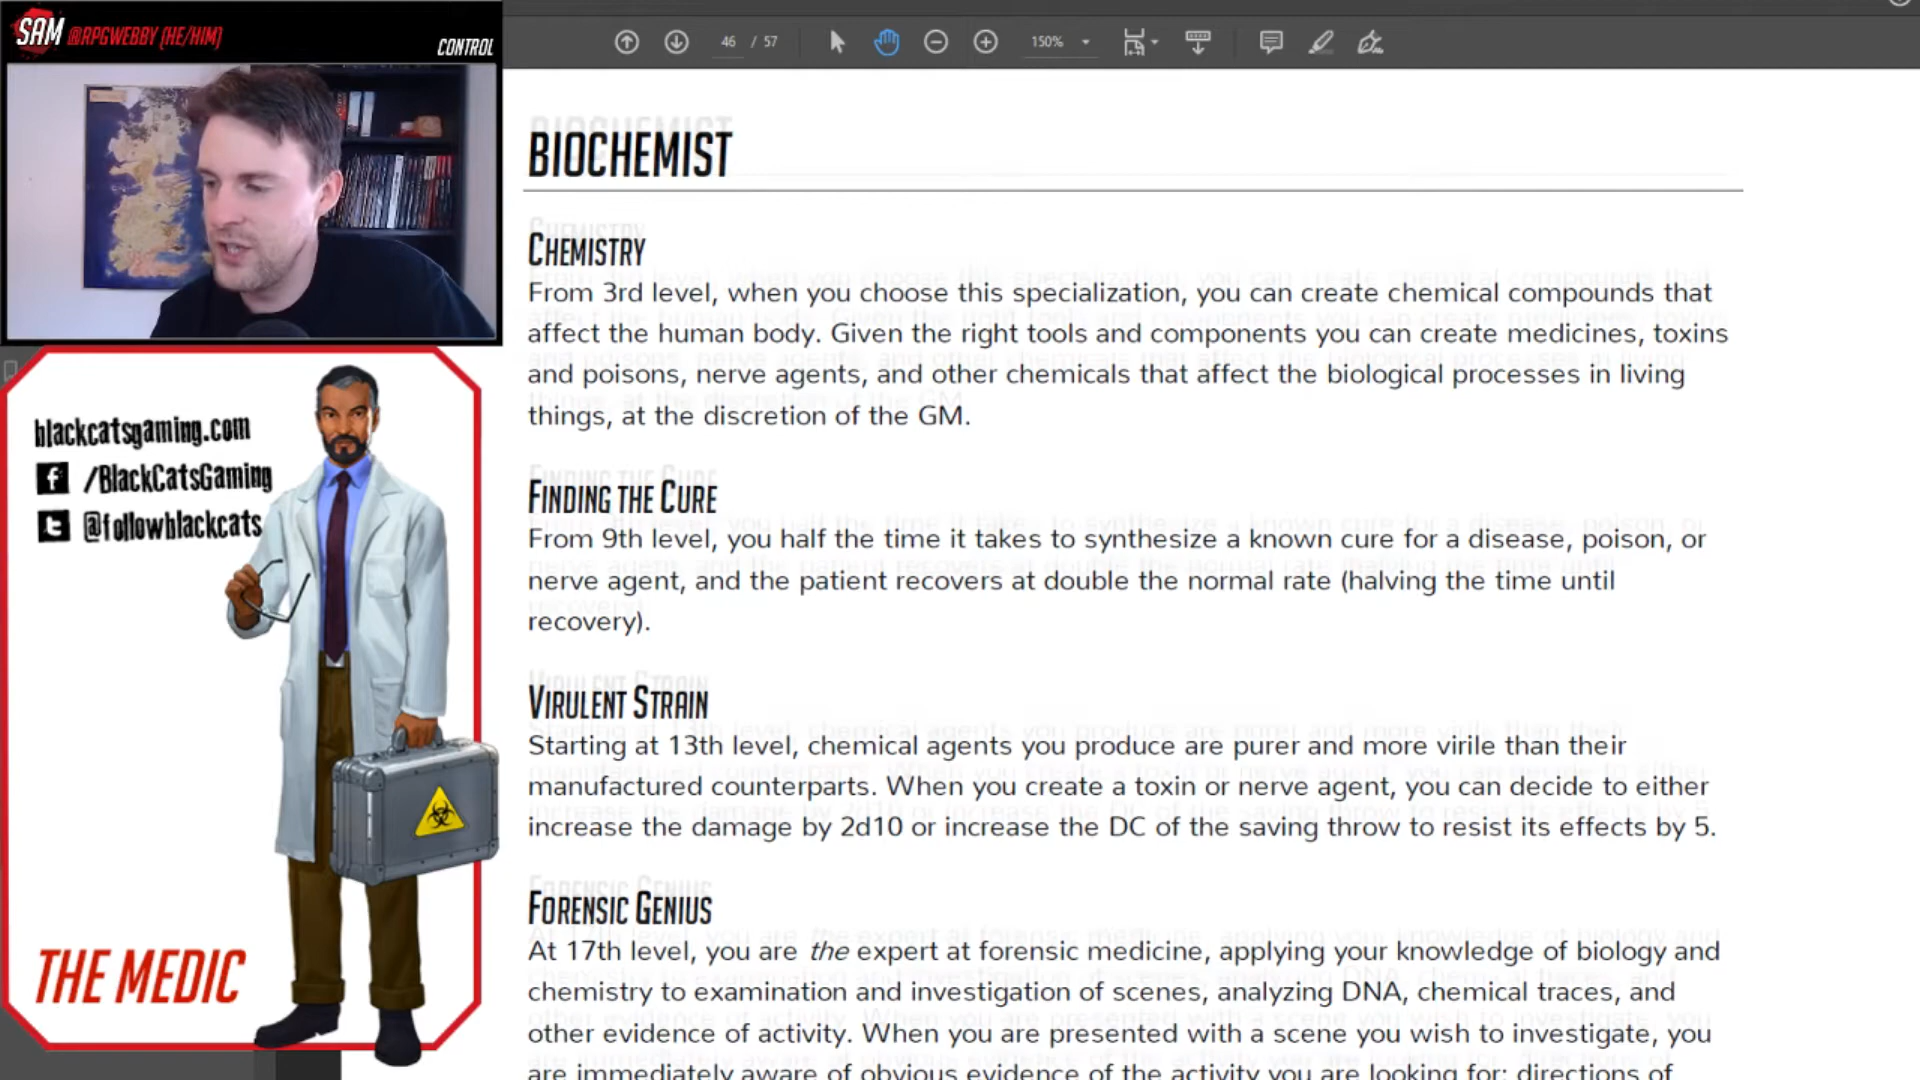 SAM @RPGWEBBY (HE/HIM)
CONTROL
46 / 57
150%
BIOCHEMIST
CHEMISTRY
From 3rd level, when you choose this specialization, you can create chemical compounds that
affect the human body. Given the right tools and components you can create medicines, toxins
and poisons, nerve agents, and other chemicals that affect the biological processes in living
things, at the discretion of the GM.
FINDING THE CURE
From 9th level, you half the time it takes to synthesize a known cure for a disease, poison, or
nerve agent, and the patient recovers at double the normal rate (halving the time until
recovery).
VIRULENT STRAIN
Starting at 13th level, chemical agents you produce are purer and more virile than their
manufactured counterparts. When you create a toxin or nerve agent, you can decide to either
increase the damage by 2d10 or increase the DC of the saving throw to resist its effects by 5.
FORENSIC GENIUS
At 17th level, you are the expert at forensic medicine, applying your knowledge of biology and
chemistry to examination and investigation of scenes, analyzing DNA, chemical traces, and
other evidence of activity. When you are presented with a scene you wish to investigate, you
are immediately aware of obvious evidence of the activity you are looking for: directions of
blackcatsgaming.com
f /BlackCatsGaming
t @followblackcats
THE MEDIC